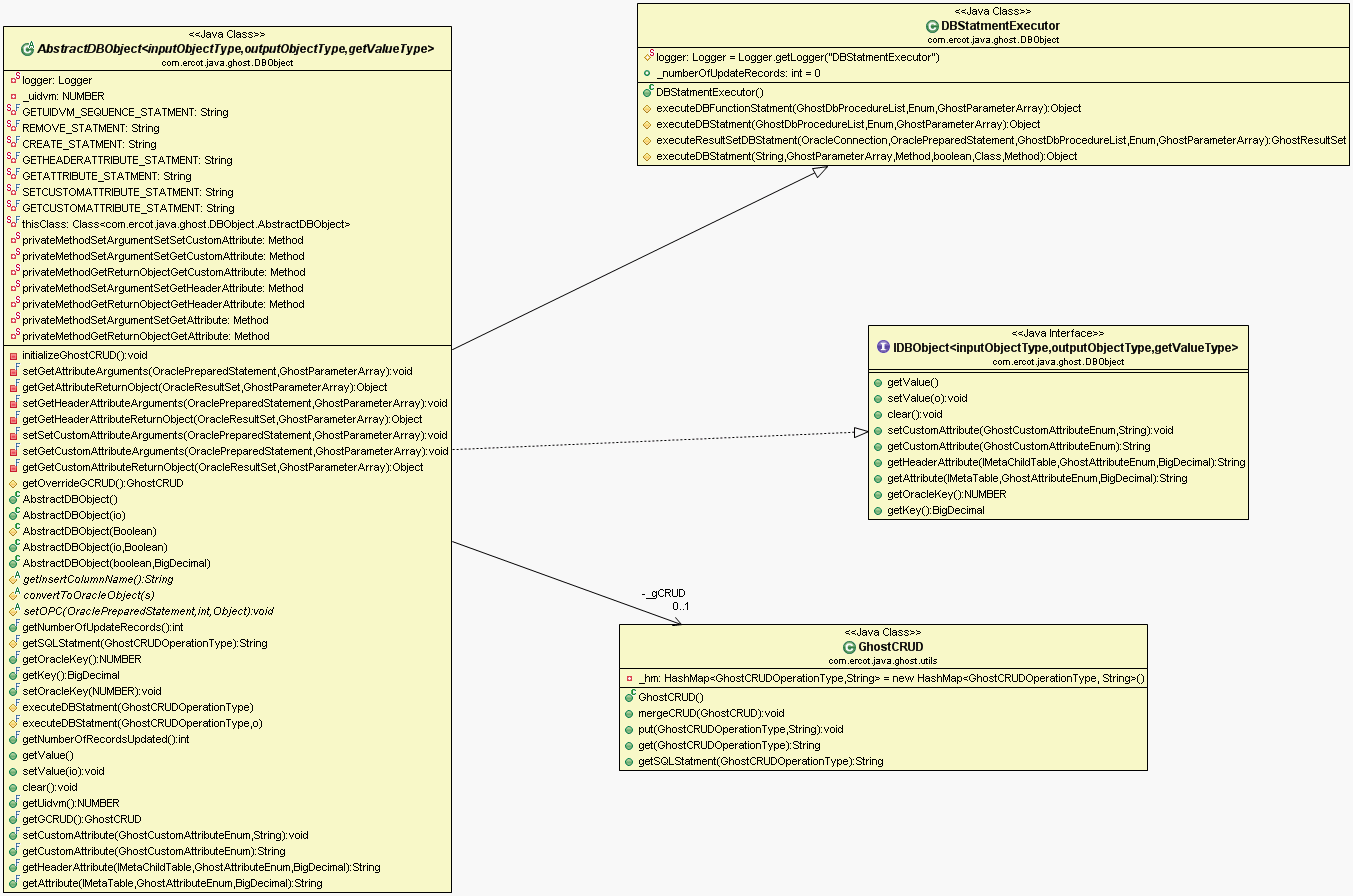 <<Java Class>>
AbstractDBObject<inputObjectType,outputObjectType,getValueType>
com.ercot.java.ghost.DBObject
logger: Logger
_uidvm: NUMBER
GETUIDVM_SEQUENCE_STATMENT: String
REMOVE_STATMENT: String
CREATE_STATMENT: String
GETHEADERATTRIBUTE_STATMENT: String
GETATTRIBUTE_STATMENT: String
SETCUSTOMATTRIBUTE_STATMENT: String
GETCUSTOMATTRIBUTE_STATMENT: String
thisClass: Class<com.ercot.java.ghost.DBObject.AbstractDBObject>
privateMethodSetArgumentSetSetCustomAttribute: Method
privateMethodSetArgumentSetGetCustomAttribute: Method
privateMethodGetReturnObjectGetCustomAttribute: Method
privateMethodSetArgumentSetGetHeaderAttribute: Method
privateMethodGetReturnObjectGetHeaderAttribute: Method
privateMethodSetArgumentSetGetAttribute: Method
privateMethodGetReturnObjectGetAttribute: Method
initializeGhostCRUD():void
setGetAttributeArguments(OraclePreparedStatement,GhostParameterArray):void
getGetAttributeReturnObject(OracleResultSet,GhostParameterArray):Object
setGetHeaderAttributeArguments(OraclePreparedStatement,GhostParameterArray):void
getGetHeaderAttributeReturnObject(OracleResultSet,GhostParameterArray):Object
setSetCustomAttributeArguments(OraclePreparedStatement,GhostParameterArray):void
setGetCustomAttributeArguments(OraclePreparedStatement,GhostParameterArray):void
getGetCustomAttributeReturnObject(OracleResultSet,GhostParameterArray):Object
getOverrideGCRUD():GhostCRUD
AbstractDBObject()
AbstractDBObject(io)
AbstractDBObject(Boolean)
AbstractDBObject(io,Boolean)
AbstractDBObject(boolean,BigDecimal)
getInsertColumnName():String
convertToOracleObject(s)
setOPC(OraclePreparedStatement,int,Object):void
getNumberOfUpdateRecords():int
getSQLStatment(GhostCRUDOperationType):String
getOracleKey():NUMBER
getKey():BigDecimal
setOracleKey(NUMBER):void
executeDBStatment(GhostCRUDOperationType)
executeDBStatment(GhostCRUDOperationType,o)
getNumberOfRecordsUpdated():int
getValue()
setValue(io):void
clear():void
getUidvm():NUMBER
getGCRUD():GhostCRUD
setCustomAttribute(GhostCustomAttributeEnum,String):void
getCustomAttribute(GhostCustomAttributeEnum):String
getHeaderAttribute(IMetaChildTable,GhostAttributeEnum,BigDecimal):String
getAttribute(IMetaTable,GhostAttributeEnum,BigDecimal):String
<<Java Class>>
DBStatmentExecutor
com.ercot.java.ghost.DBObject
logger: Logger = Logger.getLogger("DBStatmentExecutor")
_numberOfUpdateRecords: int = 0
DBStatmentExecutor()
executeDBFunctionStatment(GhostDbProcedureList,Enum,GhostParameterArray):Object
executeDBStatment(GhostDbProcedureList,Enum,GhostParameterArray):Object
executeResultSetDBStatment(OracleConnection,OraclePreparedStatement,GhostDbProcedureList,Enum,GhostParameterArray):GhostResultSet
executeDBStatment(String,GhostParameterArray,Method,boolean,Class,Method):Object
<<Java Interface>>
IDBObject<inputObjectType,outputObjectType,getValueType>
com.ercot.java.ghost.DBObject
getValue()
setValue(o):void
clear():void
setCustomAttribute(GhostCustomAttributeEnum,String):void
getCustomAttribute(GhostCustomAttributeEnum):String
getHeaderAttribute(IMetaChildTable,GhostAttributeEnum,BigDecimal):String
getAttribute(IMetaTable,GhostAttributeEnum,BigDecimal):String
getOracleKey():NUMBER
getKey():BigDecimal
-_gCRUD
0..1
<<Java Class>>
GhostCRUD
com.ercot.java.ghost.utils
_hm: HashMap<GhostCRUDOperationType,String> = new HashMap<GhostCRUDOperationType, String>()
GhostCRUD()
mergeCRUD(GhostCRUD):void
put(GhostCRUDOperationType,String):void
get(GhostCRUDOperationType):String
getSQLStatment(GhostCRUDOperationType):String